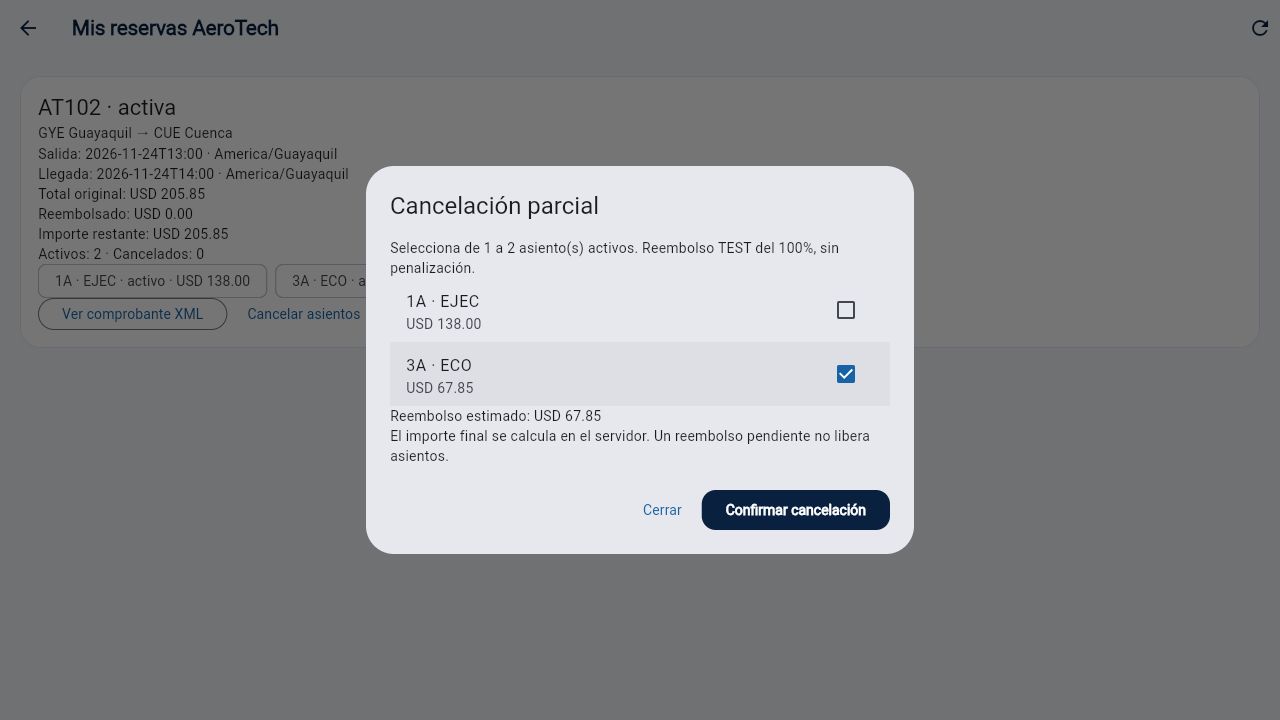 Mis reservas AeroTech
AT102 · activa
GYE Guayaquil → CUE Cuenca
Salida: 2026-11-24T13:00 · America/Guayaquil
Llegada: 2026-11-24T14:00 · America/Guayaquil
Total original: USD 205.85
Reembolsado: USD 0.00
Importe restante: USD 205.85
Activos: 2 · Cancelados: 0
1A · EJEC · activo · USD 138.00
3A · ECO · a
Ver comprobante XML
Cancelar asientos
Cancelación parcial
Selecciona de 1 a 2 asiento(s) activos. Reembolso TEST del 100%, sin
penalización.
1A · EJEC
USD 138.00
3A · ECO
USD 67.85
Reembolso estimado: USD 67.85
El importe final se calcula en el servidor. Un reembolso pendiente no libera
asientos.
Cerrar
Confirmar cancelación